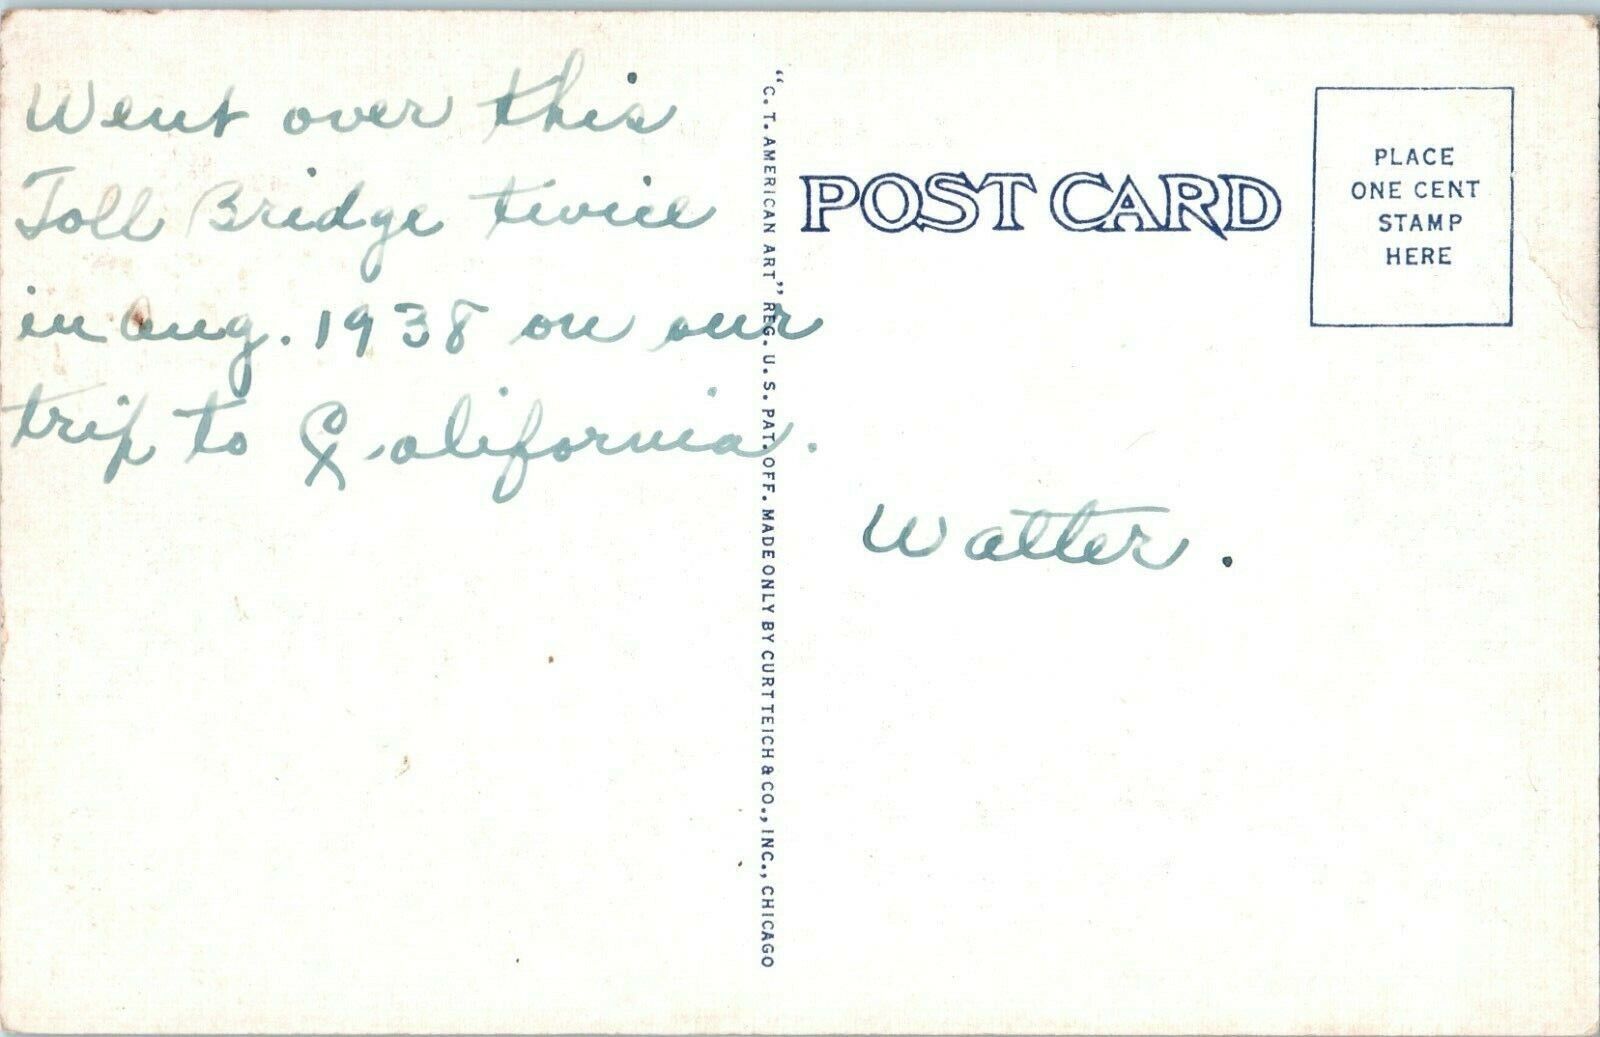 Went over this
Toll Bridge twice
in Aug. 1938 on our
trip to California.
"C. T. AMERICAN ART" REG. U. S. PAT. OFF. MADE ONLY BY CURT TEICH & CO., INC., CHICAGO
POST CARD
PLACE
ONE CENT
STAMP
HERE
Watter.